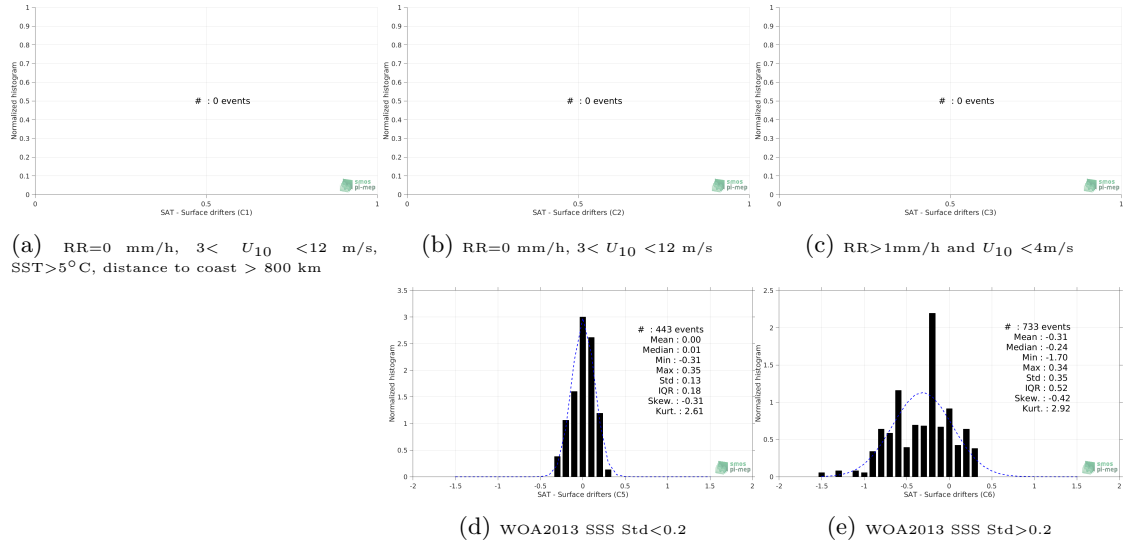 1
0.9
0.8
0.7
0.6
0.5
0.4
0.3
0.2
0.1
0
Normalized histogram
# : 0 events
smos
pi-mep
0 0.5 1
SAT - Surface drifters (C1)
1
0.9
0.8
0.7
0.6
0.5
0.4
0.3
0.2
0.1
0
Normalized histogram
# : 0 events
smos
pi-mep
0 0.5 1
SAT - Surface drifters (C2)
1
0.9
0.8
0.7
0.6
0.5
0.4
0.3
0.2
0.1
0
Normalized histogram
# : 0 events
smos
pi-mep
0 0.5 1
SAT - Surface drifters (C3)
(a) RR=0 mm/h, 3< U10 <12 m/s,
SST>5°C, distance to coast > 800 km
(b) RR=0 mm/h, 3< U10 <12 m/s
(c) RR>1mm/h and U10 <4m/s
3.5
3
2.5
2
1.5
1
0.5
0
Normalized histogram
# : 443 events
Mean : 0.00
Median : 0.01
Min : -0.31
Max : 0.35
Std : 0.13
IQR : 0.18
Skew. : -0.31
Kurt. : 2.61
smos
pi-mep
-2 -1.5 -1 -0.5 0 0.5 1 1.5 2
SAT - Surface drifters (C5)
2.5
2
1.5
1
0.5
0
Normalized histogram
# : 733 events
Mean : -0.31
Median : -0.24
Min : -1.70
Max : 0.34
Std : 0.35
IQR : 0.52
Skew. : -0.42
Kurt. : 2.92
smos
pi-mep
-2 -1.5 -1 -0.5 0 0.5 1 1.5 2
SAT - Surface drifters (C6)
(d) WOA2013 SSS Std<0.2
(e) WOA2013 SSS Std>0.2